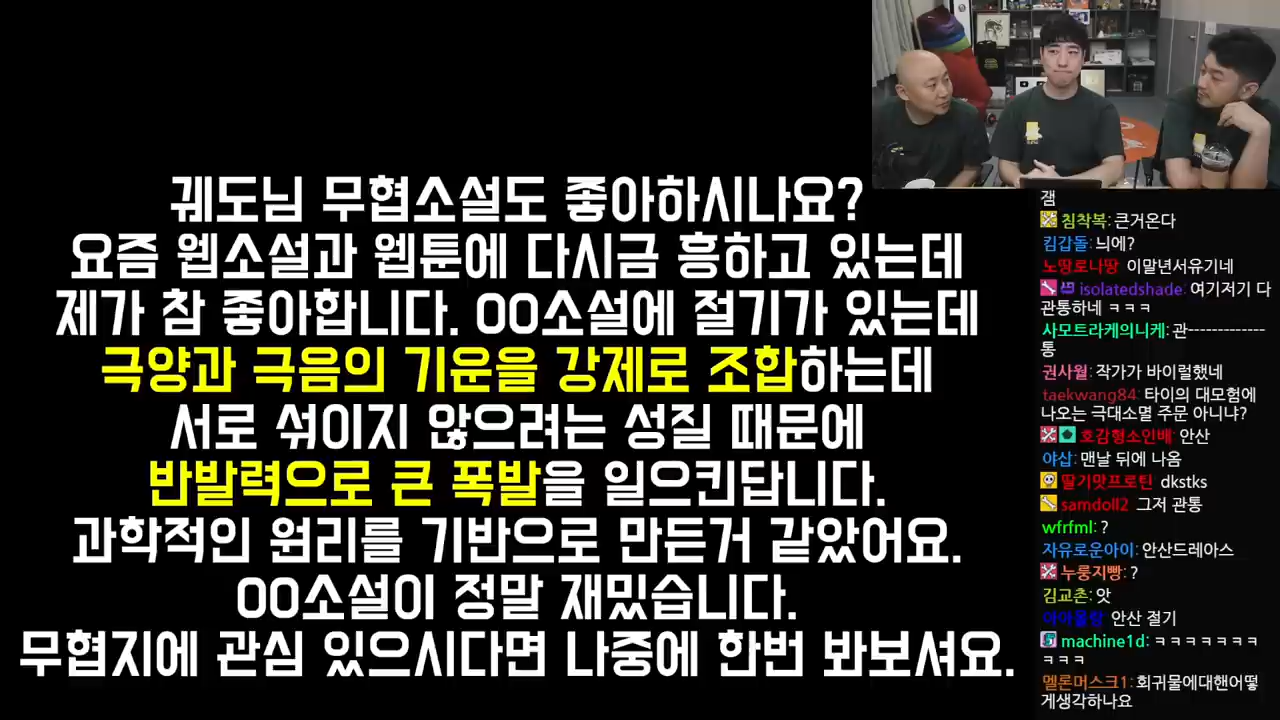 궤도님 무협소설도 좋아하시나요?
요즘 웹소설과 웹툰에 다시금 흥하고 있는데
제가 참 좋아합니다. OO소설에 절기가 있는데
극양과 극음의 기운을 강제로 조합하는데
서로 섞이지 않으려는 성질 때문에
반발력으로 큰 폭발을 일으킨답니다.
과학적인 원리를 기반으로 만든거 같았어요.
OO소설이 정말 재밌습니다.
무협지에 관심 있으시다면 나중에 한번 봐보셔요.
잼
침착복: 큰거온다
킴갑돌: 늬에?
노땅로나땅 이말년서유기네
isolatedshade: 여기저기 다
관통하네 ㅋㅋㅋ
사모트라케의니케: 관-------------
통
권사월: 작가가 바이럴했네
taekwang84: 타이의 대모험에
나오는 극대소멸 주문 아니냐?
호감형소인배: 안산
야삽: 맨날 뒤에 나옴
딸기맛프로틴 dkstks
samdoll2 그저 관통
wfrfml: ?
자유로운아이: 안산드레아스
누룽지빵: ?
김교촌: 앗
아아몰랑: 안산 절기
machine1d: ㅋㅋㅋㅋㅋㅋㅋ
ㅋㅋㅋ
멜론머스크1: 회귀물에대핸어떻
게생각하나요